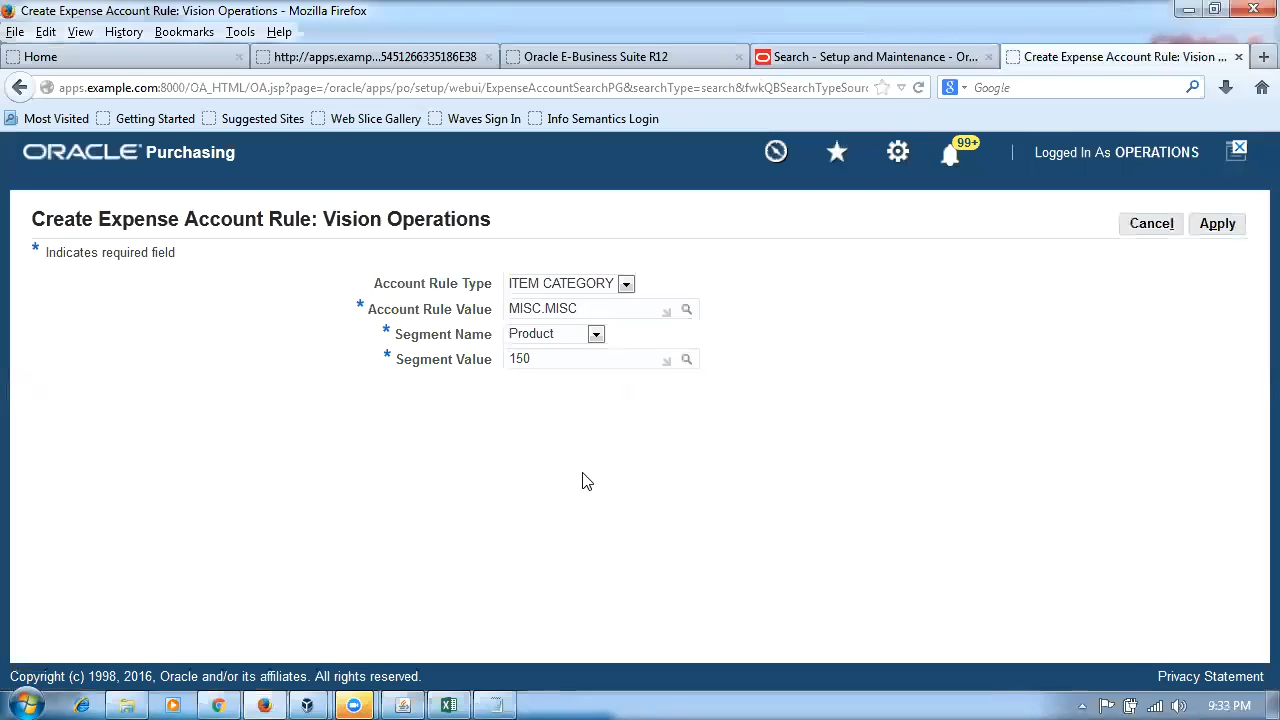 Create Expense Account Rule: Vision Operations - Mozilla Firefox
File Edit View History Bookmarks Tools Help
Home
http://apps.examp...5451266335186E38
Oracle E-Business Suite R12
Search - Setup and Maintenance - Or...
Create Expense Account Rule: Vision ...
apps.example.com:8000/OA_HTML/OA.jsp?page=/oracle/apps/po/setup/webui/ExpenseAccountSearchPG&searchType=search&fwkQBSearchTypeSourc
Google
Most Visited Getting Started Suggested Sites Web Slice Gallery Waves Sign In Info Semantics Login
ORACLE Purchasing
99+
Logged In As OPERATIONS
Create Expense Account Rule: Vision Operations
Cancel Apply
* Indicates required field
Account Rule Type ITEM CATEGORY
* Account Rule Value MISC.MISC
* Segment Name Product
* Segment Value 150
Copyright (c) 1998, 2016, Oracle and/or its affiliates. All rights reserved.
Privacy Statement
9:33 PM